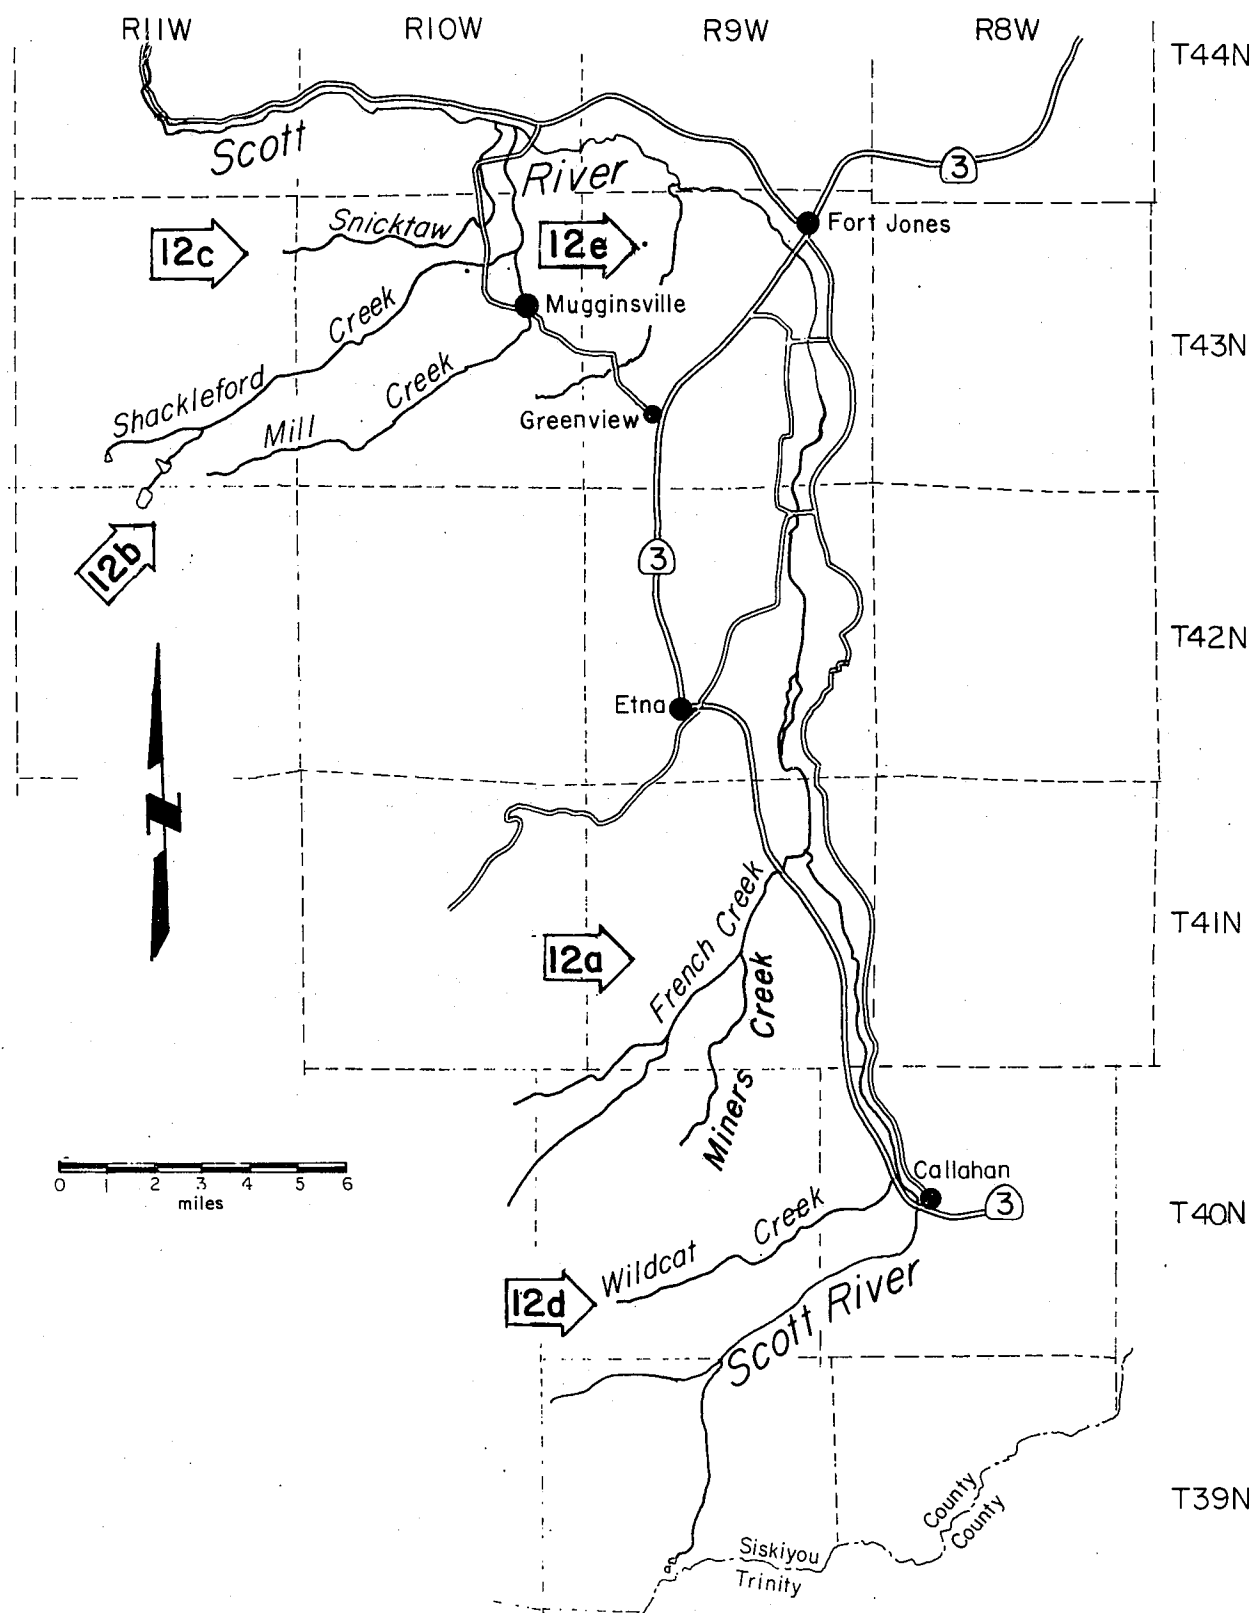 R11W R10W R9W R8W
T44N
Scott
River
3
Snicktaw
Fort Jones
12c
12e
Mugginsville
Shackleford Creek
T43N
Mill Creek
Greenview
12b
3
T42N
Etna
French Creek
T41N
12a
Miners Creek
0 1 2 3 4 5 6
miles
Callahan
3
T40N
Wildcat Creek
12d
Scott River
County
County
T39N
Siskiyou
Trinity
N